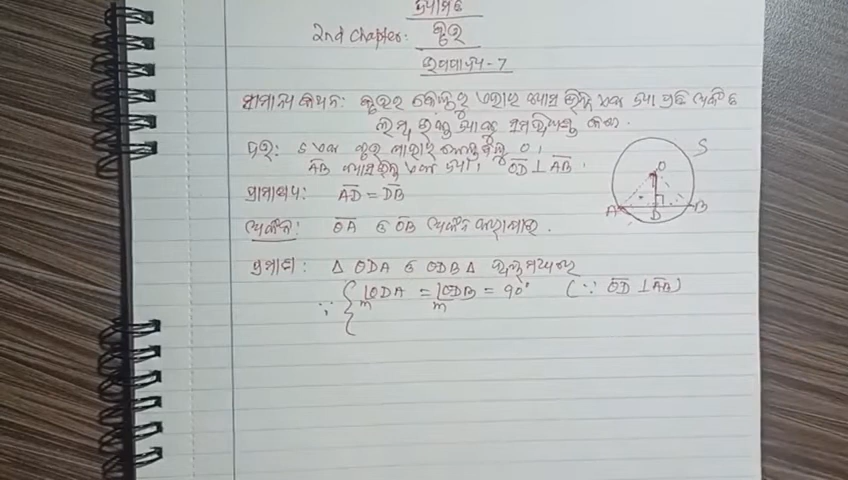 ଜ୍ୟାମିତି
2nd Chapter: ବୃତ୍ତ
ଉପପାଦ୍ୟ - 7
ସାମାନ୍ୟ କଥନ: ବୃତ୍ତର କେନ୍ଦ୍ରରୁ ଏହାର ବ୍ୟାସ ଭିନ୍ନ ଏକ ଜ୍ୟା ପ୍ରତି ଅଙ୍କିତ
ଲମ୍ବ ଉକ୍ତ ଜ୍ୟାକୁ ସମଦ୍ୱିଖଣ୍ଡ କରେ.
ଦତ୍ତ: S ଏକ ବୃତ୍ତ ଯାହାର କେନ୍ଦ୍ରବିନ୍ଦୁ O ।
AB ବ୍ୟାସ ଭିନ୍ନ ଏକ ଜ୍ୟା। OD ⊥ AB .
ପ୍ରାମାଣ୍ୟ: AD = DB
ଅଙ୍କନ: OA ଓ OB ଅଙ୍କନ କରାଯାଉ .
ପ୍ରମାଣ: Δ ODA ଓ ODB Δ ଦ୍ୱୟ ମଧ୍ୟରେ
∵ { m∠ODA = m∠ODB = 90° (∵ OD ⊥ AB)
S
O
A D B